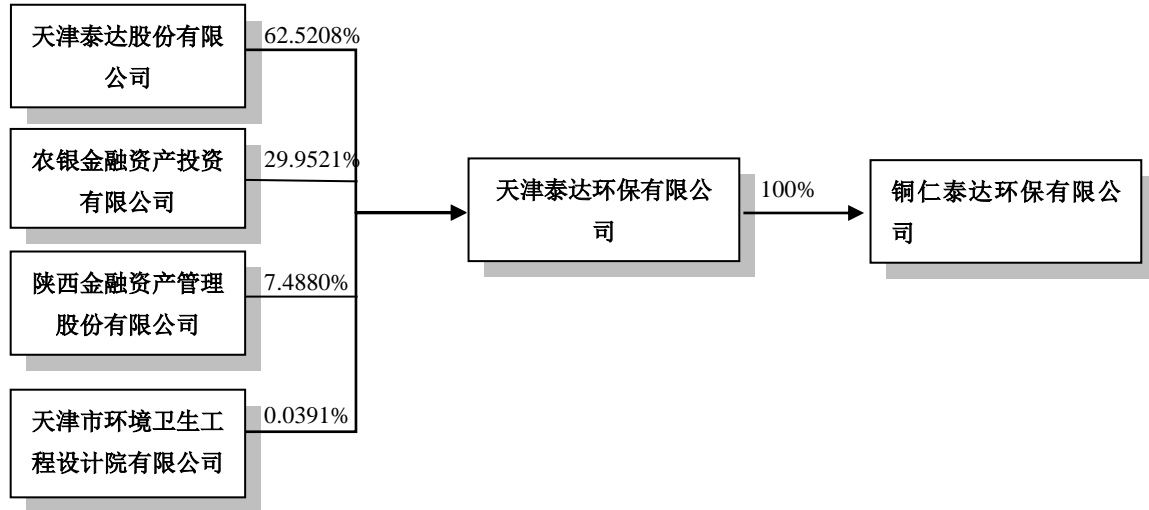 天津泰达股份有限
公司
62.5208%
农银金融资产投资
有限公司
29.9521%
陕西金融资产管理
股份有限公司
7.4880%
天津市环境卫生工
程设计院有限公司
0.0391%
天津泰达环保有限公
司
100%
铜仁泰达环保有限公
司